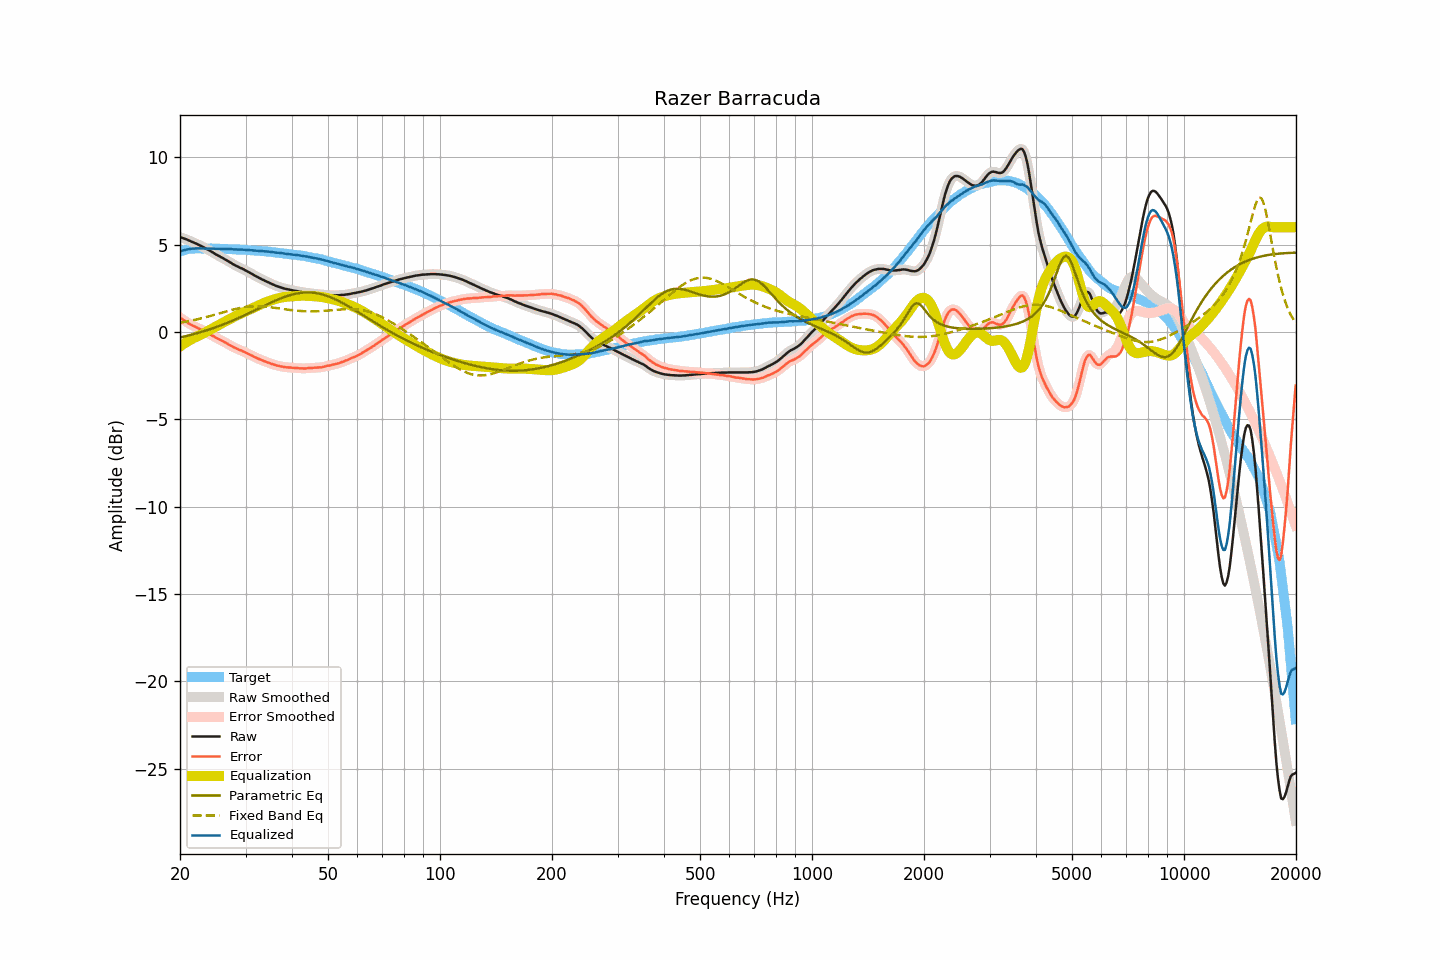 Razer Barracuda
Amplitude (dBr)
10
5
0
−5
−10
−15
−20
−25
Target
Raw Smoothed
Error Smoothed
Raw
Error
Equalization
Parametric Eq
Fixed Band Eq
Equalized
20 50 100 200 500 1000 2000 5000 10000 20000
Frequency (Hz)